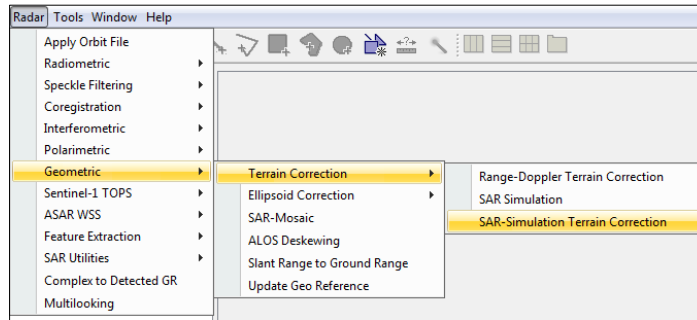 Radar Tools Window Help
Apply Orbit File
Radiometric
Speckle Filtering
Coregistration
Interferometric
Polarimetric
Geometric
Sentinel-1 TOPS
ASAR WSS
Feature Extraction
SAR Utilities
Complex to Detected GR
Multilooking
Terrain Correction
Ellipsoid Correction
SAR-Mosaic
ALOS Deskewing
Slant Range to Ground Range
Update Geo Reference
Range-Doppler Terrain Correction
SAR Simulation
SAR-Simulation Terrain Correction